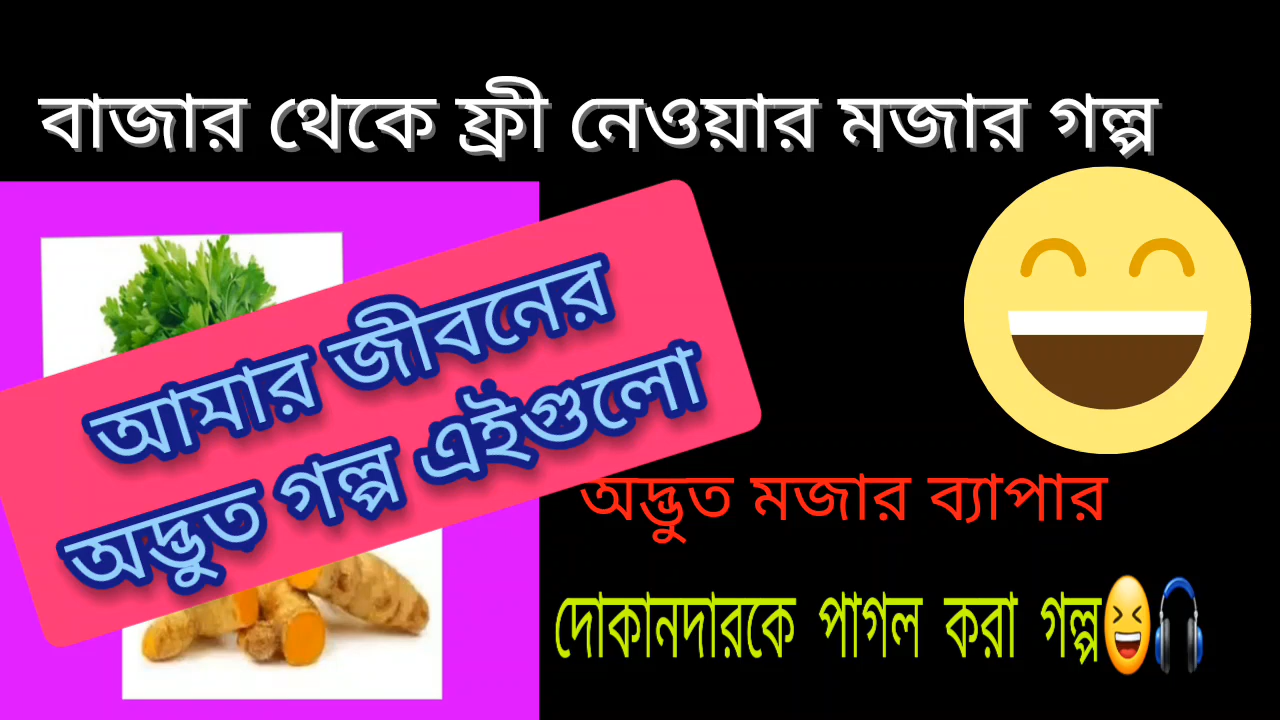 বাজার থেকে ফ্রী নেওয়ার মজার গল্প
আমার জীবনের
অদ্ভুত গল্প এইগুলো
অদ্ভুত মজার ব্যাপার
দোকানদারকে পাগল করা গল্প😆🎧